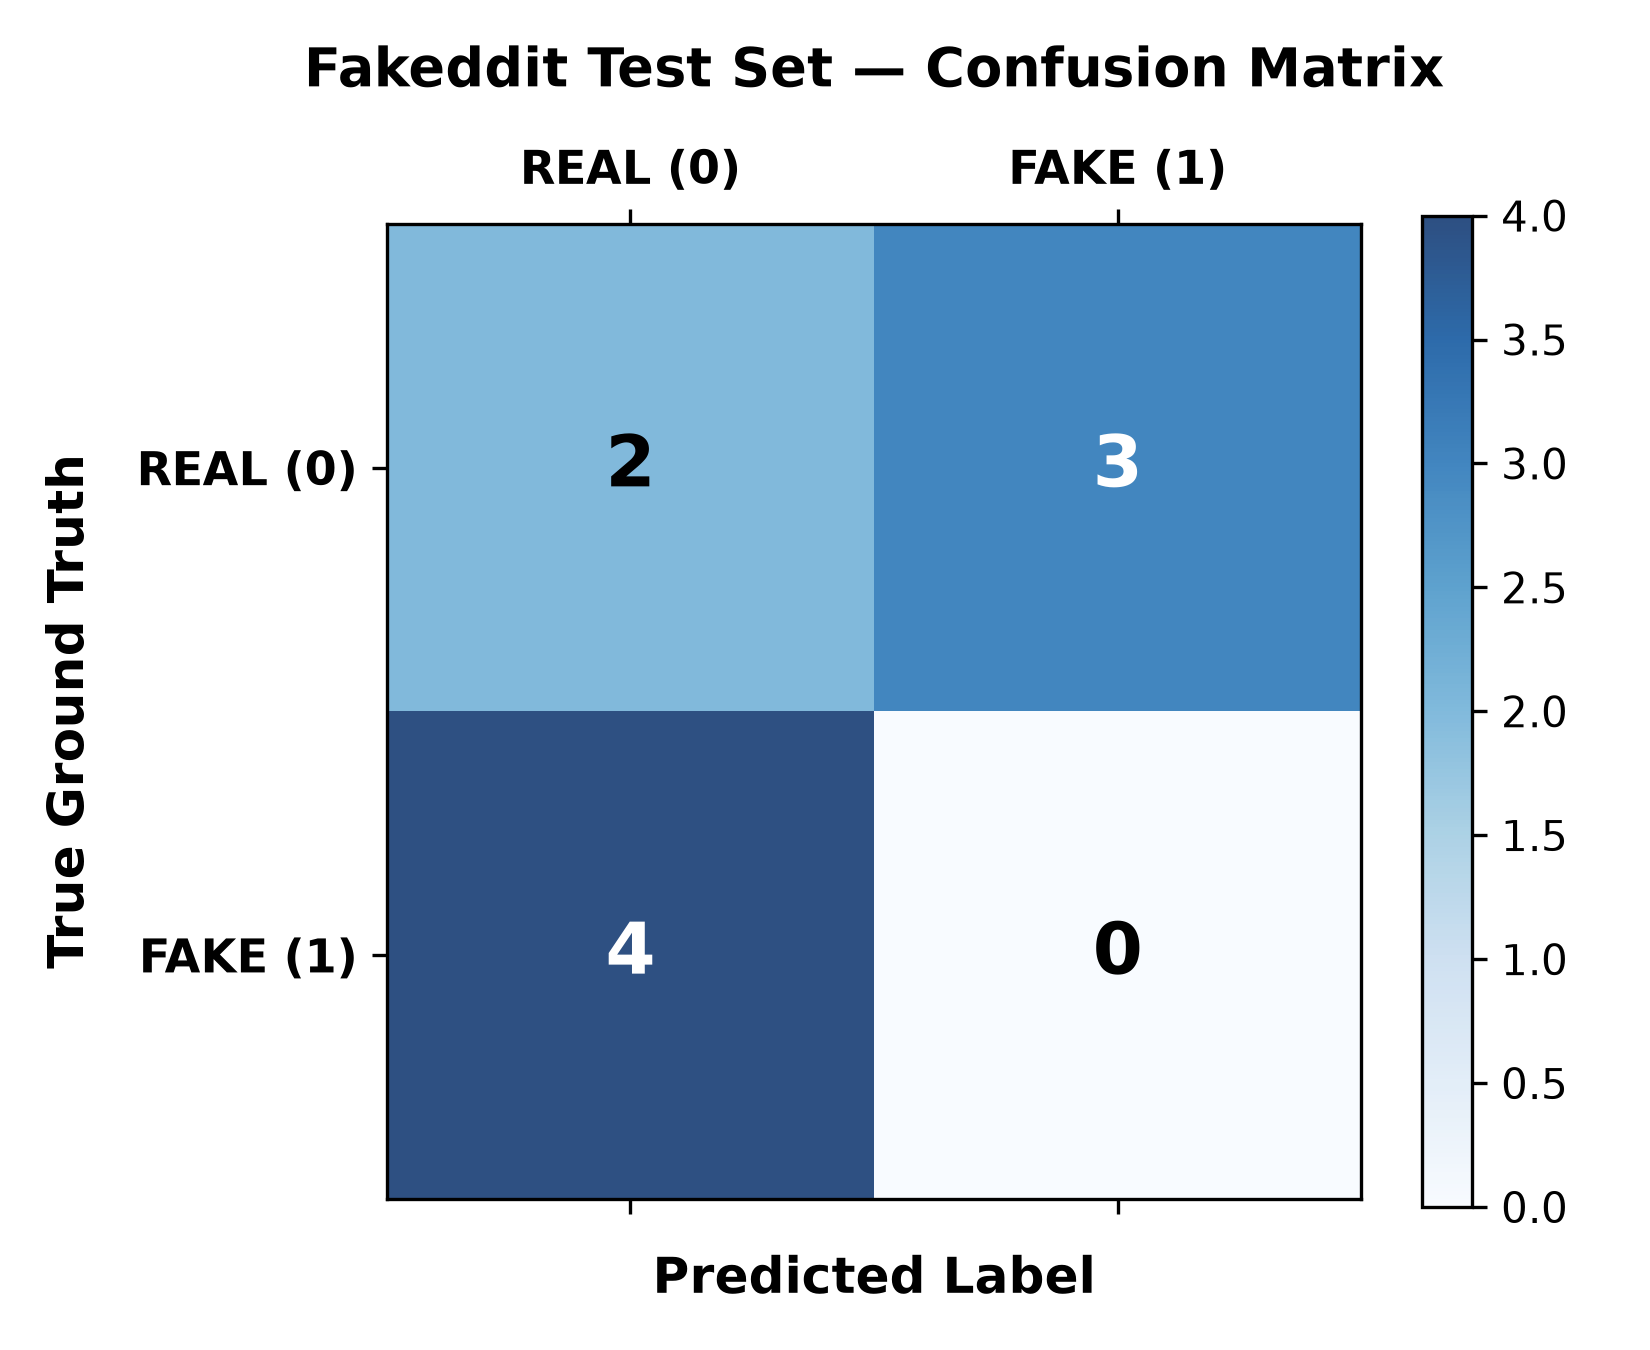 Fakeddit Test Set — Confusion Matrix
REAL (0) FAKE (1)
4.0
3.5
3.0
2.5
2.0
1.5
1.0
0.5
0.0
True Ground Truth
REAL (0) 2 3
FAKE (1) 4 0
Predicted Label